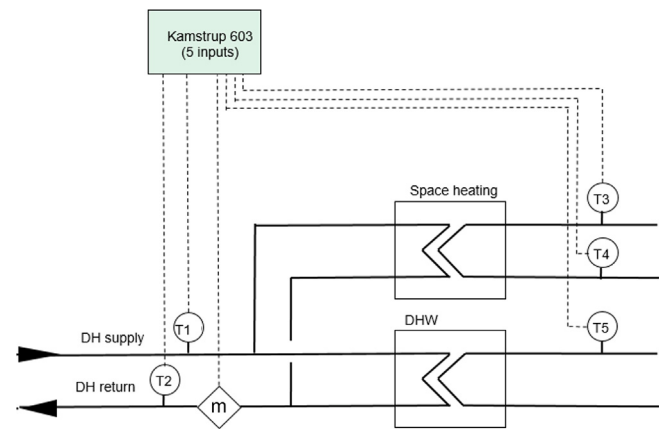 Kamstrup 603
(5 inputs)
Space heating
T3
T4
DHW
T5
T1
DH supply
T2
DH return
m